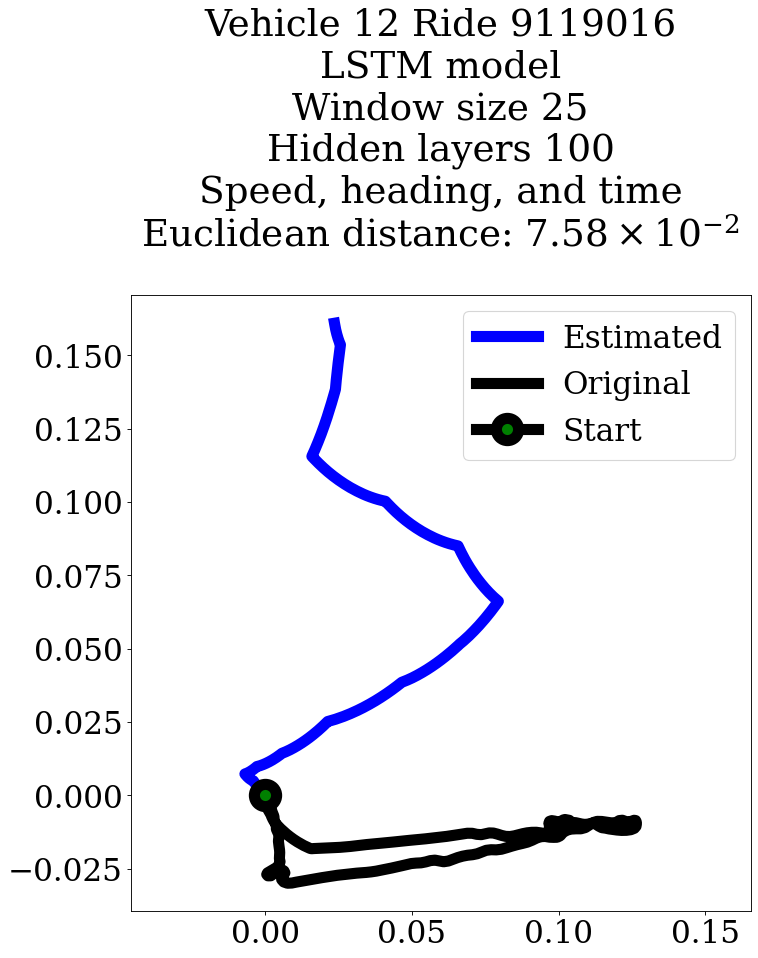 Vehicle 12 Ride 9119016
LSTM model
Window size 25
Hidden layers 100
Speed, heading, and time
Euclidean distance: 7.58 × 10⁻²
Estimated
Original
Start
0.150
0.125
0.100
0.075
0.050
0.025
0.000
−0.025
0.00 0.05 0.10 0.15